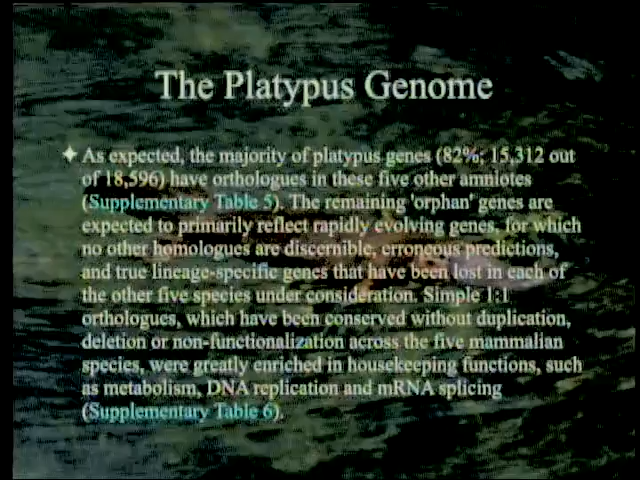 The Platypus Genome
As expected, the majority of platypus genes (82%; 15,312 out
of 18,596) have orthologues in these five other amniotes
(Supplementary Table 5). The remaining 'orphan' genes are
expected to primarily reflect rapidly evolving genes, for which
no other homologues are discernible, erroneous predictions,
and true lineage-specific genes that have been lost in each of
the other five species under consideration. Simple 1:1
orthologues, which have been conserved without duplication,
deletion or non-functionalization across the five mammalian
species, were greatly enriched in housekeeping functions, such
as metabolism, DNA replication and mRNA splicing
(Supplementary Table 6).